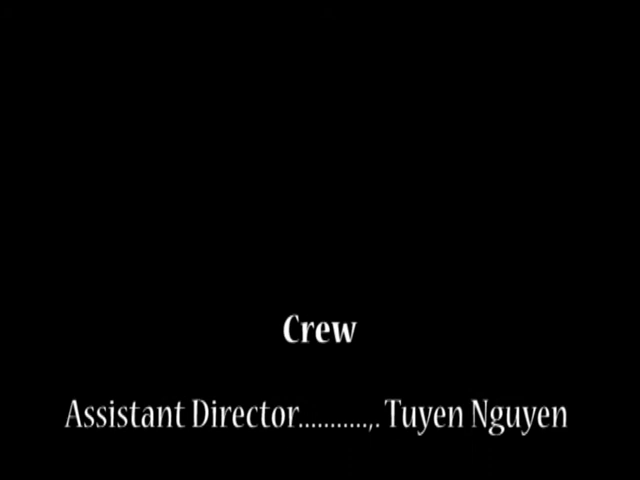 Crew
Assistant Director...........,. Tuyen Nguyen